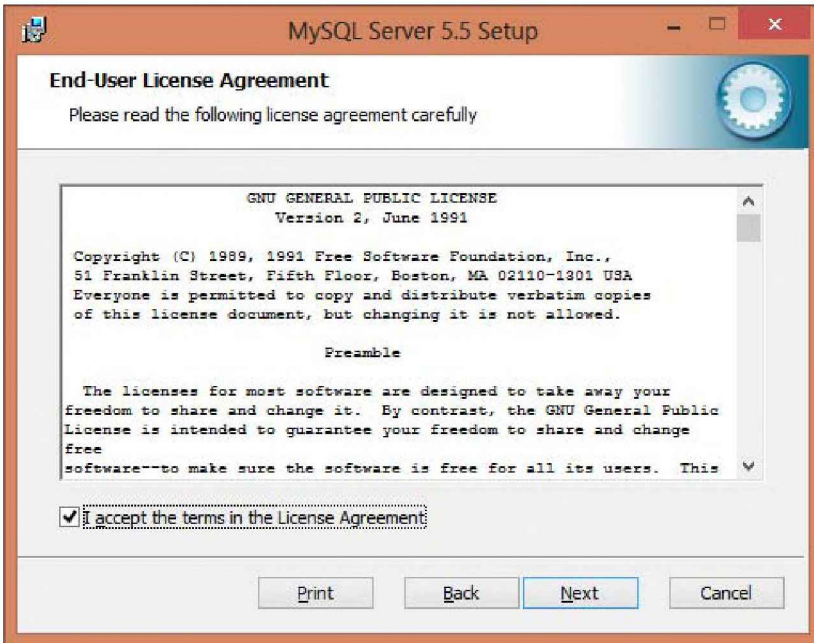 MySQL Server 5.5 Setup
End-User License Agreement
Please read the following license agreement carefully
GNU GENERAL PUBLIC LICENSE
Version 2, June 1991
Copyright (C) 1989, 1991 Free Software Foundation, Inc.,
51 Franklin Street, Fifth Floor, Boston, MA 02110-1301 USA
Everyone is permitted to copy and distribute verbatim copies
of this license document, but changing it is not allowed.
Preamble
The licenses for most software are designed to take away your
freedom to share and change it. By contrast, the GNU General Public
License is intended to guarantee your freedom to share and change
free
software--to make sure the software is free for all its users. This
I accept the terms in the License Agreement
Print Back Next Cancel